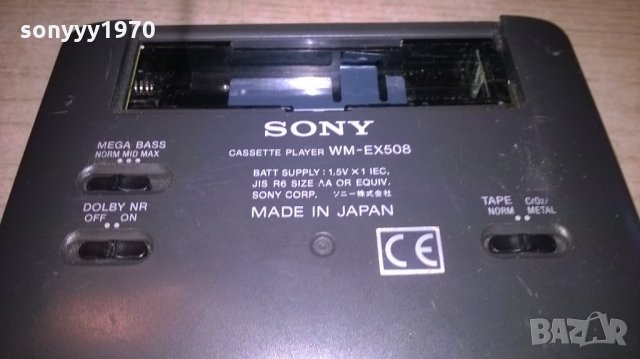 sonyyy1970
SONY
CASSETTE PLAYER WM-EX508
BATT SUPPLY : 1.5V×1 IEC,
JIS R6 SIZE AA OR EQUIV.
SONY CORP. ソニー株式会社
MADE IN JAPAN
MEGA BASS
NORM MID MAX
DOLBY NR
OFF ON
TAPE CrO2/
NORM METAL
CE
BAZAR
bg